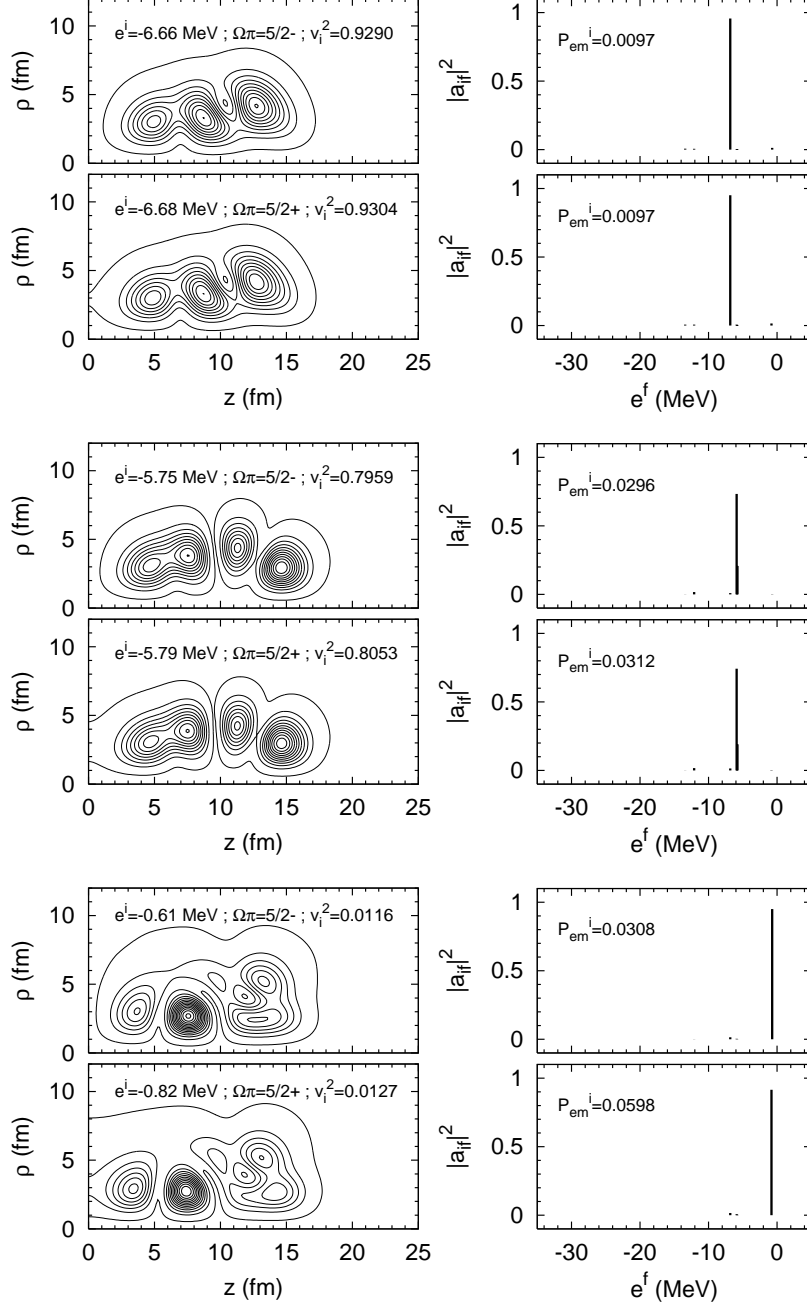 10
5
0
ρ (fm)
e^i=-6.66 MeV ; Ωπ=5/2- ; v_i^2=0.9290
1
0.5
0
|a_if|^2
P_em^i=0.0097
10
5
0
ρ (fm)
e^i=-6.68 MeV ; Ωπ=5/2+ ; v_i^2=0.9304
0 5 10 15 20 25
z (fm)
1
0.5
0
|a_if|^2
P_em^i=0.0097
-30 -20 -10 0
e^f (MeV)
10
5
0
ρ (fm)
e^i=-5.75 MeV ; Ωπ=5/2- ; v_i^2=0.7959
1
0.5
0
|a_if|^2
P_em^i=0.0296
10
5
0
ρ (fm)
e^i=-5.79 MeV ; Ωπ=5/2+ ; v_i^2=0.8053
0 5 10 15 20 25
z (fm)
1
0.5
0
|a_if|^2
P_em^i=0.0312
-30 -20 -10 0
e^f (MeV)
10
5
0
ρ (fm)
e^i=-0.61 MeV ; Ωπ=5/2- ; v_i^2=0.0116
1
0.5
0
|a_if|^2
P_em^i=0.0308
10
5
0
ρ (fm)
e^i=-0.82 MeV ; Ωπ=5/2+ ; v_i^2=0.0127
0 5 10 15 20 25
z (fm)
1
0.5
0
|a_if|^2
P_em^i=0.0598
-30 -20 -10 0
e^f (MeV)